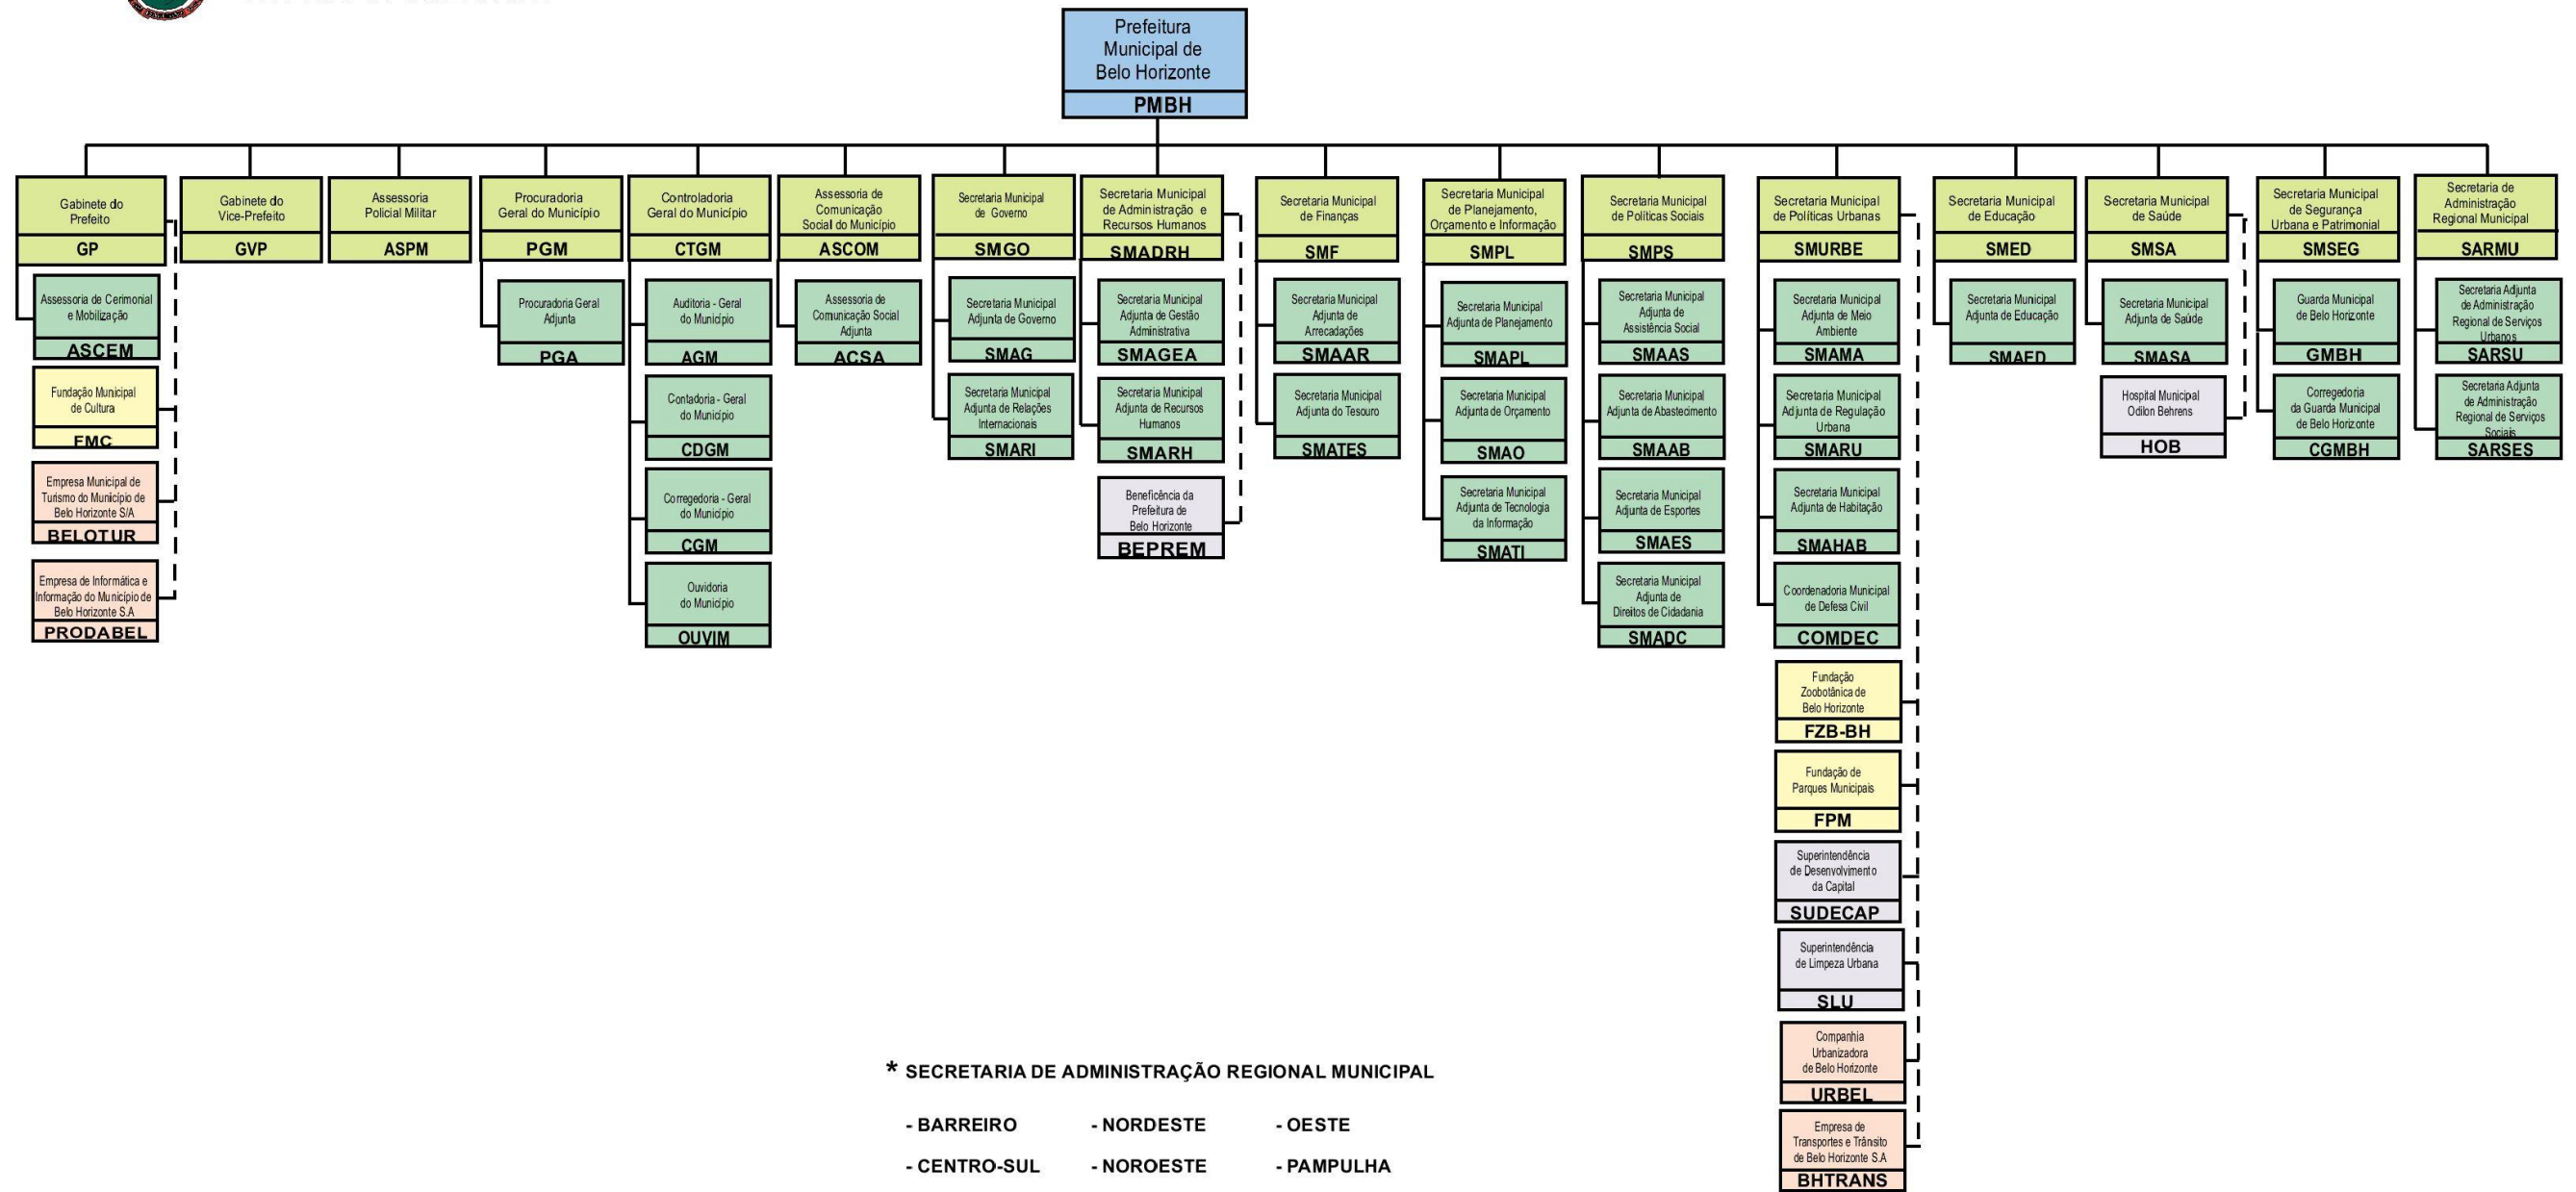 Prefeitura
Municipal de
Belo Horizonte
PMBH
Gabinete do
Prefeito
GP
Assessoria de Cerimonial
e Mobilização
ASCEM
Fundação Municipal
de Cultura
FMC
Empresa Municipal de
Turismo do Município de
Belo Horizonte S/A
BELOTUR
Empresa de Informática e
Informação do Município de
Belo Horizonte S.A
PRODABEL
Gabinete do
Vice-Prefeito
GVP
Assessoria
Policial Militar
ASPM
Procuradoria
Geral do Município
PGM
Procuradoria Geral
Adjunta
PGA
Controladoria
Geral do Município
CTGM
Auditoria - Geral
do Município
AGM
Contadoria - Geral
do Município
CDGM
Corregedoria - Geral
do Município
CGM
Ouvidoria
do Município
OUVIM
Assessoria de
Comunicação
Social do Município
ASCOM
Assessoria de
Comunicação Social
Adjunta
ACSA
Secretaria Municipal
de Governo
SMGO
Secretaria Municipal
Adjunta de Governo
SMAG
Secretaria Municipal
Adjunta de Relações
Internacionais
SMARI
Secretaria Municipal
de Administração e
Recursos Humanos
SMADRH
Secretaria Municipal
Adjunta de Gestão
Administrativa
SMAGEA
Secretaria Municipal
Adjunta de Recursos
Humanos
SMARH
Beneficência da
Prefeitura de
Belo Horizonte
BEPREM
Secretaria Municipal
de Finanças
SMF
Secretaria Municipal
Adjunta de
Arrecadações
SMAAR
Secretaria Municipal
Adjunta do Tesouro
SMATES
Secretaria Municipal
de Planejamento,
Orçamento e Informação
SMPL
Secretaria Municipal
Adjunta de Planejamento
SMAPL
Secretaria Municipal
Adjunta de Orçamento
SMAO
Secretaria Municipal
Adjunta de Tecnologia
da Informação
SMATI
Secretaria Municipal
de Políticas Sociais
SMPS
Secretaria Municipal
Adjunta de
Assistência Social
SMAAS
Secretaria Municipal
Adjunta de Abastecimento
SMAAB
Secretaria Municipal
Adjunta de Esportes
SMAES
Secretaria Municipal
Adjunta de
Direitos de Cidadania
SMADC
Secretaria Municipal
de Políticas Urbanas
SMURBE
Secretaria Municipal
Adjunta de Meio
Ambiente
SMAMA
Secretaria Municipal
Adjunta de Regulação
Urbana
SMARU
Secretaria Municipal
Adjunta de Habitação
SMAHAB
Coordenadoria Municipal
de Defesa Civil
COMDEC
Fundação
Zoobotânica de
Belo Horizonte
FZB-BH
Fundação de
Parques Municipais
FPM
Superintendência
de Desenvolvimento
da Capital
SUDECAP
Superintendência
de Limpeza Urbana
SLU
Companhia
Urbanizadora
de Belo Horizonte
URBEL
Empresa de
Transportes e Trânsito
de Belo Horizonte S.A
BHTRANS
Secretaria Municipal
de Educação
SMED
Secretaria Municipal
Adjunta de Educação
SMAED
Secretaria Municipal
de Saúde
SMSA
Secretaria Municipal
Adjunta de Saúde
SMASA
Hospital Municipal
Odilon Behrens
HOB
Secretaria Municipal
de Segurança
Urbana e Patrimonial
SMSEG
Guarda Municipal
de Belo Horizonte
GMBH
Corregedoria
da Guarda Municipal
de Belo Horizonte
CGMBH
Secretaria de
Administração
Regional Municipal
SARMU
Secretaria Adjunta
de Administração
Regional de Serviços
Urbanos
SARSU
Secretaria Adjunta
de Administração
Regional de Serviços
Sociais
SARSES
* SECRETARIA DE ADMINISTRAÇÃO REGIONAL MUNICIPAL
- BARREIRO - NORDESTE - OESTE
- CENTRO-SUL - NOROESTE - PAMPULHA